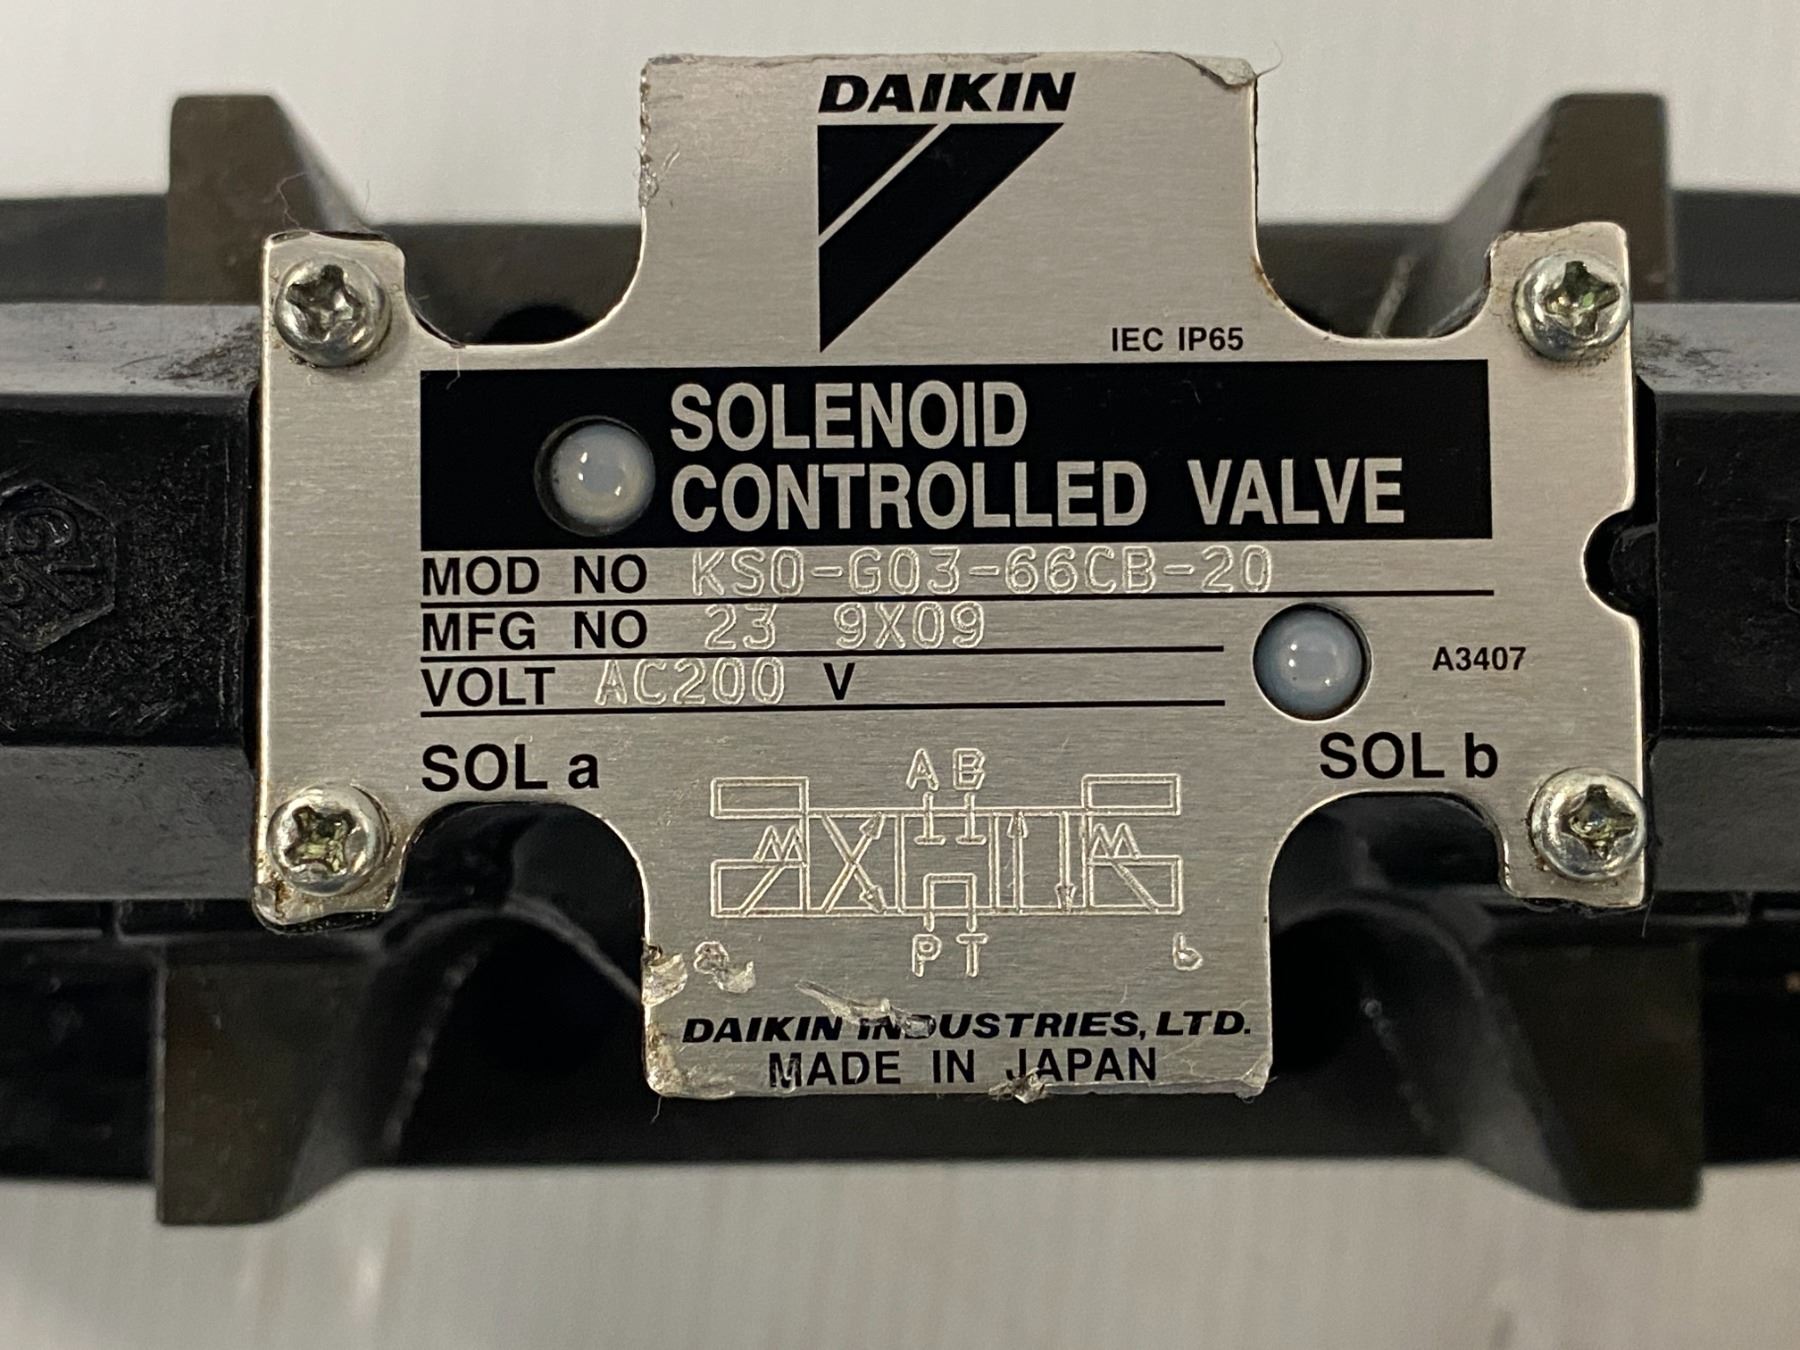 DAIKIN
IEC IP65
SOLENOID
CONTROLLED VALVE
MOD NO KSO-G03-66CB-20
MFG NO 23 9X09
VOLT AC200 V
A3407
SOL a
SOL b
A B
P T
a
b
DAIKIN INDUSTRIES, LTD.
MADE IN JAPAN